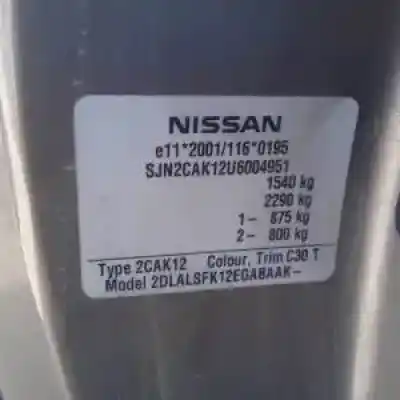 NISSAN
e11*2001/116*0195
SJN2CAK12U6004951
1540 kg
2290 kg
1- 875 kg
2- 800 kg
Type 2CAK12 Colour, Trim C30 T
Model 2DLALSFK12EGA8AAK-